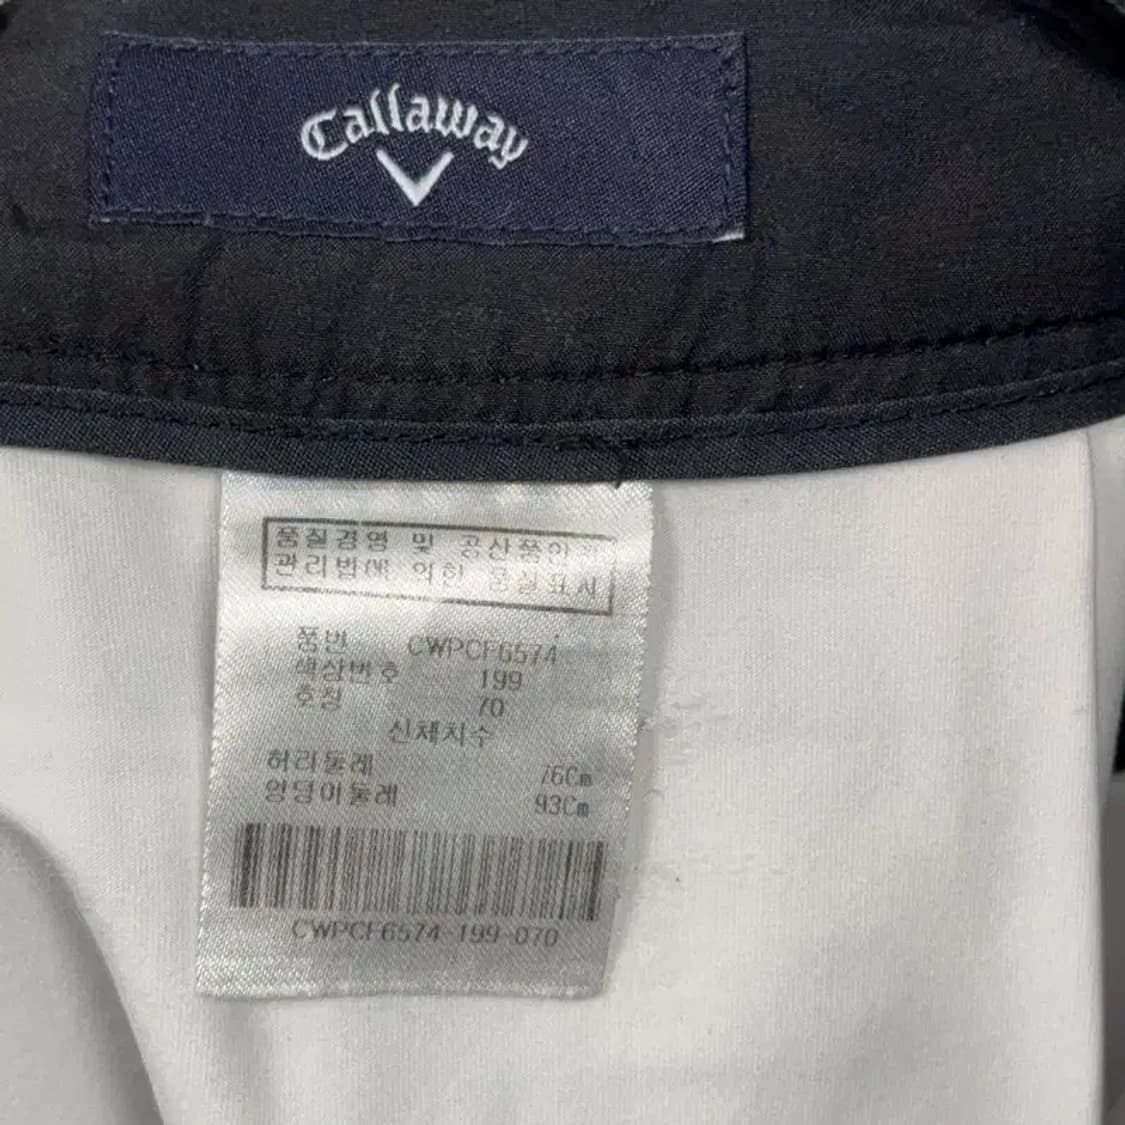 Callaway
품질경영 및 공산품안전
관리법에 의한 품질표시
품번 CWPCF6574
색상번호 199
호칭 70
신체치수
허리둘레 76Cm
엉덩이둘레 93Cm
CWPCF6574-199-070